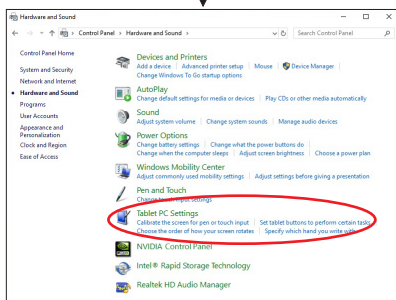 Hardware and Sound
Control Panel > Hardware and Sound >
Search Control Panel
Control Panel Home
System and Security
Network and Internet
Hardware and Sound
Programs
User Accounts
Appearance and
Personalization
Clock and Region
Ease of Access
Devices and Printers
Add a device | Advanced printer setup | Mouse | Device Manager |
Change Windows To Go startup options
AutoPlay
Change default settings for media or devices | Play CDs or other media automatically
Sound
Adjust system volume | Change system sounds | Manage audio devices
Power Options
Change battery settings | Change what the power buttons do
Change when the computer sleeps | Adjust screen brightness | Choose a power plan
Windows Mobility Center
Adjust commonly used mobility settings | Adjust settings before giving a presentation
Pen and Touch
Change touch input settings
Tablet PC Settings
Calibrate the screen for pen or touch input | Set tablet buttons to perform certain tasks
Choose the order of how your screen rotates | Specify which hand you write with
NVIDIA Control Panel
Intel® Rapid Storage Technology
Realtek HD Audio Manager